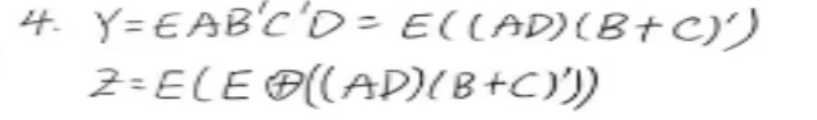 4. Y=EAB'C'D = E((AD)(B+C)')
Z=E(E⊕((AD)(B+C)'))